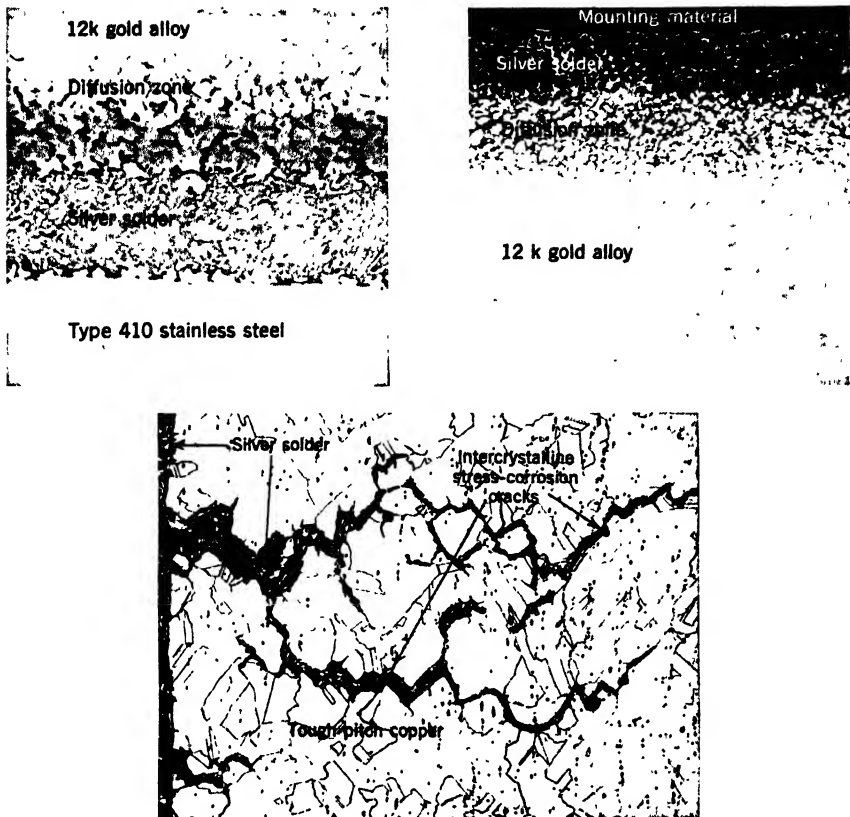 12k gold alloy
Diffusion zone
Silver solder
Type 410 stainless steel
Mounting material
Silver solder
Diffusion zone
12 k gold alloy
Silver solder
Intercrystalline
stress-corrosion
cracks
Tough-pitch copper